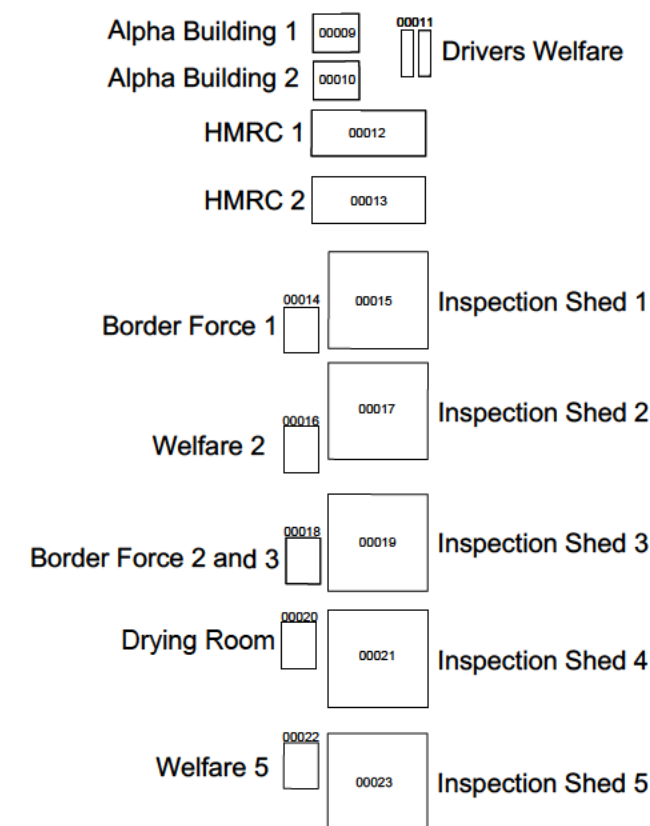 Alpha Building 1
00009
00011
Drivers Welfare
Alpha Building 2
00010
HMRC 1
00012
HMRC 2
00013
00014
00015
Inspection Shed 1
Border Force 1
00016
00017
Inspection Shed 2
Welfare 2
00018
00019
Inspection Shed 3
Border Force 2 and 3
00020
Drying Room
00021
Inspection Shed 4
00022
Welfare 5
00023
Inspection Shed 5